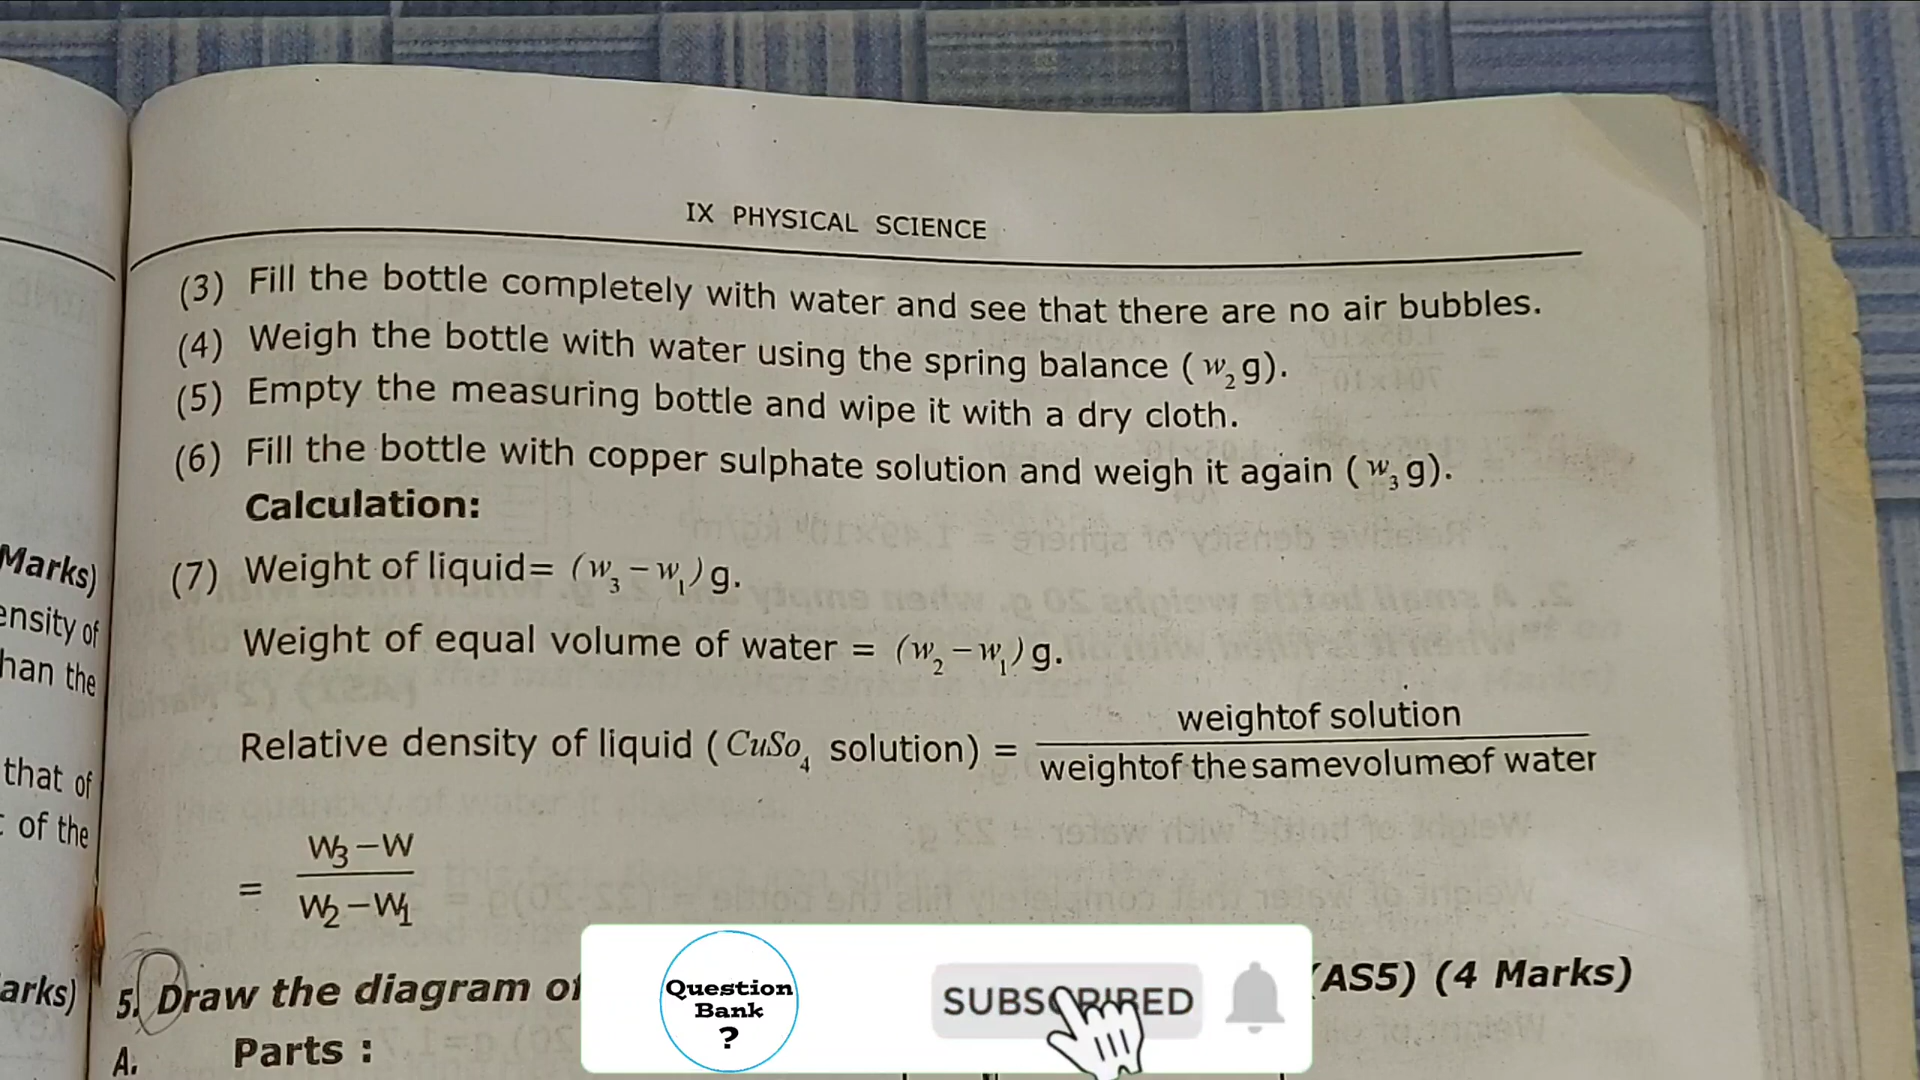 IX PHYSICAL SCIENCE
(3) Fill the bottle completely with water and see that there are no air bubbles.
(4) Weigh the bottle with water using the spring balance ( w₂ g).
(5) Empty the measuring bottle and wipe it with a dry cloth.
(6) Fill the bottle with copper sulphate solution and weigh it again ( w₃ g).
Calculation:
(7) Weight of liquid= (w₃ − w₁) g.
Weight of equal volume of water = (w₂ − w₁) g.
weightof solution
Relative density of liquid ( CuSo₄ solution) =
weightof thesamevolumeof water
W3 − W
=
W2 − W1
5. Draw the diagram of
(AS5) (4 Marks)
A. Parts :
Marks)
ensity of
han the
that of
of the
arks)
Question
Bank
?
SUBSCRIBED